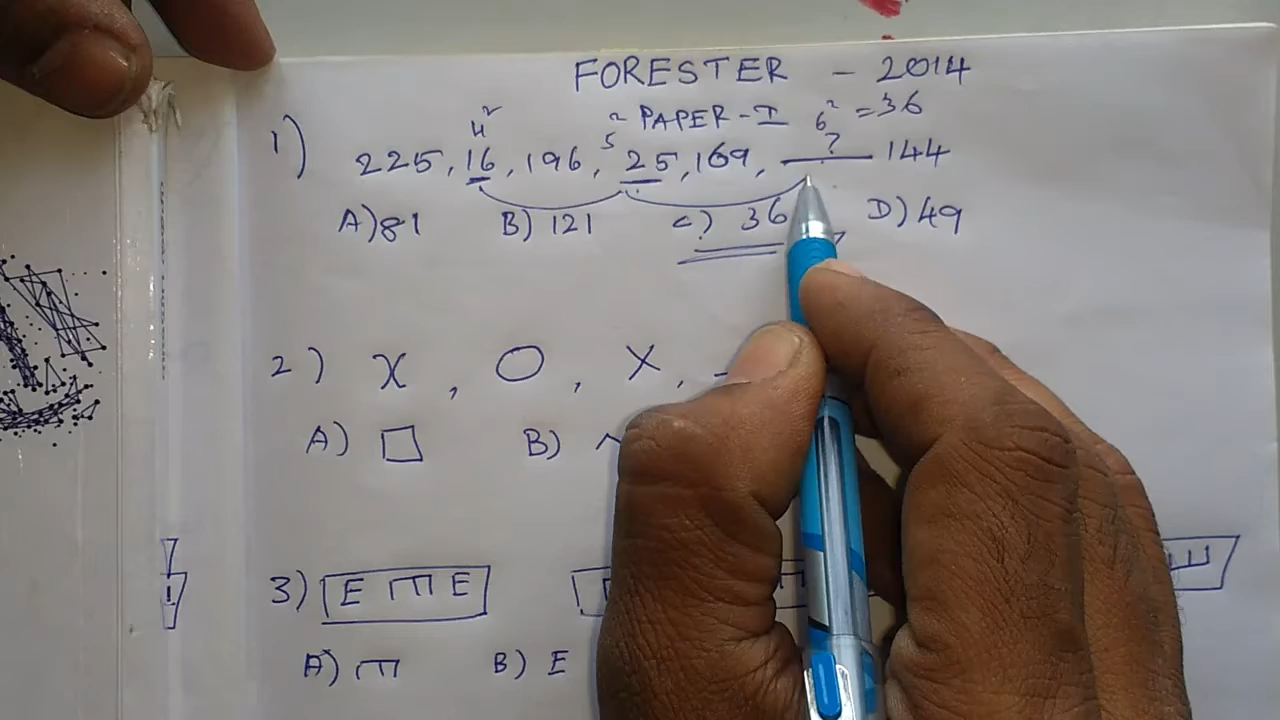 FORESTER - 2014
PAPER - I
4² 5² 6² = 36
1) 225, 16, 196, 25, 169, ? 144
A) 81 B) 121 C) 36 D) 49
2) X , O , X ,
A) □ B)
3) E E E
A) E B) E